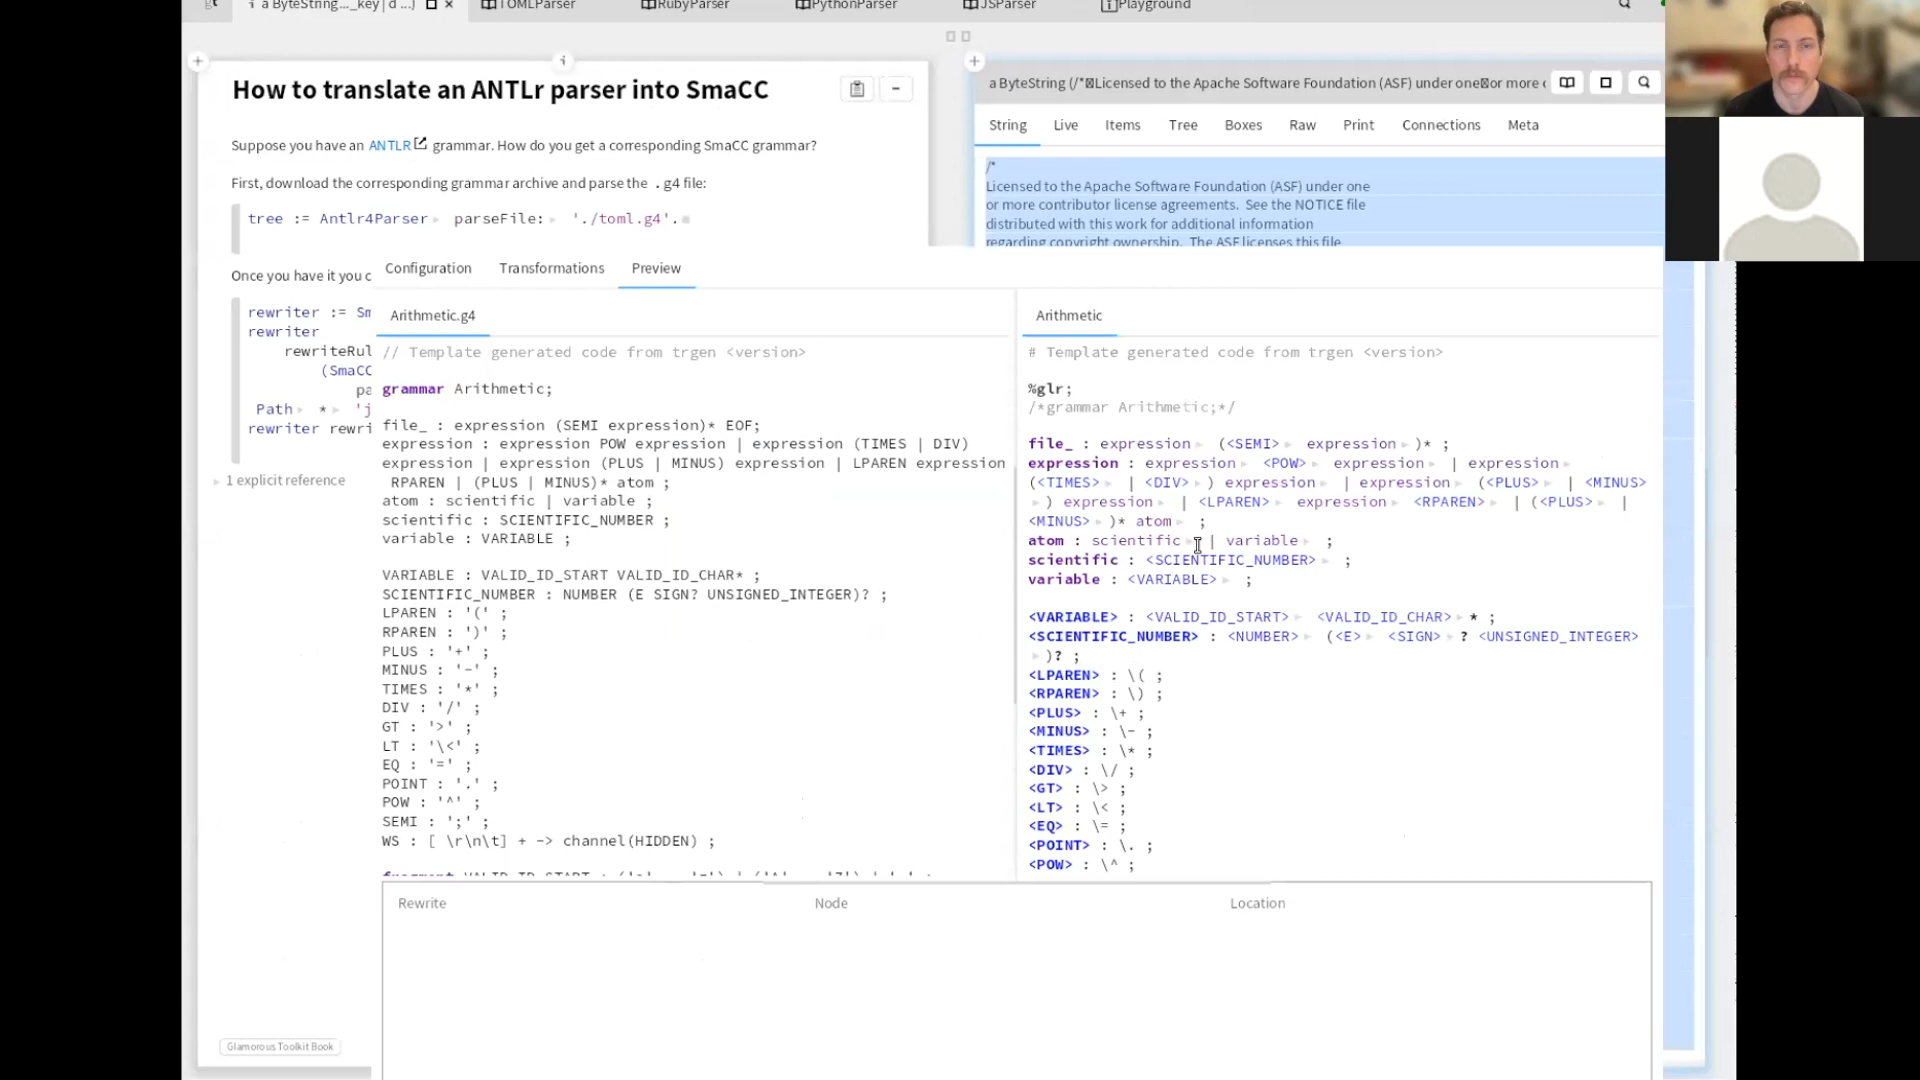 a ByteString..._key | d ...)
TOMLParser
RubyParser
PythonParser
JSParser
Playground
How to translate an ANTLr parser into SmaCC
Suppose you have an ANTLR grammar. How do you get a corresponding SmaCC grammar?
First, download the corresponding grammar archive and parse the .g4 file:
tree := Antlr4Parser parseFile: './toml.g4'.
Once you have it you c
rewriter := Sm
rewriter
rewriteRul
(SmaCC
pa
Path * 'j
rewriter rewri
1 explicit reference
Glamorous Toolkit Book
a ByteString (/*Licensed to the Apache Software Foundation (ASF) under one or more c
String Live Items Tree Boxes Raw Print Connections Meta
/*
Licensed to the Apache Software Foundation (ASF) under one
or more contributor license agreements. See the NOTICE file
distributed with this work for additional information
regarding copyright ownership. The ASF licenses this file
Configuration Transformations Preview
Arithmetic.g4
// Template generated code from trgen <version>
grammar Arithmetic;
file_ : expression (SEMI expression)* EOF;
expression : expression POW expression | expression (TIMES | DIV)
expression | expression (PLUS | MINUS) expression | LPAREN expression
RPAREN | (PLUS | MINUS)* atom ;
atom : scientific | variable ;
scientific : SCIENTIFIC_NUMBER ;
variable : VARIABLE ;
VARIABLE : VALID_ID_START VALID_ID_CHAR* ;
SCIENTIFIC_NUMBER : NUMBER (E SIGN? UNSIGNED_INTEGER)? ;
LPAREN : '(' ;
RPAREN : ')' ;
PLUS : '+' ;
MINUS : '-' ;
TIMES : '*' ;
DIV : '/' ;
GT : '>' ;
LT : '\<' ;
EQ : '=' ;
POINT : '.' ;
POW : '^' ;
SEMI : ';' ;
WS : [ \r\n\t] + -> channel(HIDDEN) ;
fragment VALID_ID_START
Arithmetic
# Template generated code from trgen <version>
%glr;
/*grammar Arithmetic;*/
file_ : expression (<SEMI> expression )* ;
expression : expression <POW> expression | expression
(<TIMES> | <DIV> ) expression | expression (<PLUS> | <MINUS>
) expression | <LPAREN> expression <RPAREN> | (<PLUS> |
<MINUS> )* atom ;
atom : scientific | variable ;
scientific : <SCIENTIFIC_NUMBER> ;
variable : <VARIABLE> ;
<VARIABLE> : <VALID_ID_START> <VALID_ID_CHAR> * ;
<SCIENTIFIC_NUMBER> : <NUMBER> (<E> <SIGN> ? <UNSIGNED_INTEGER>
)? ;
<LPAREN> : \( ;
<RPAREN> : \) ;
<PLUS> : \+ ;
<MINUS> : \- ;
<TIMES> : \* ;
<DIV> : \/ ;
<GT> : \> ;
<LT> : \< ;
<EQ> : \= ;
<POINT> : \. ;
<POW> : \^ ;
Rewrite Node Location